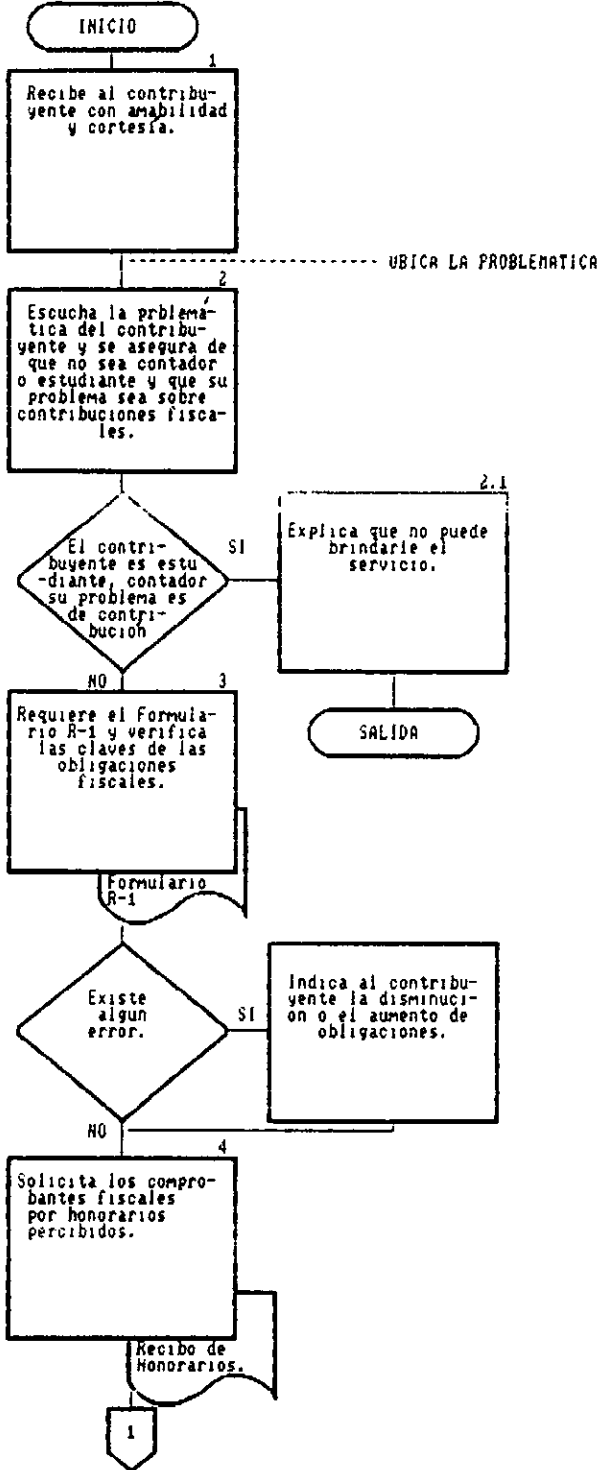 INICIO
1
Recibe al contribu-
yente con amabilidad
y cortesía.
UBICA LA PROBLEMATICA
2
Escucha la prblemá-
tica del contribu-
yente y se asegura de
que no sea contador
o estudiante y que su
problema sea sobre
contribuciones fisca-
les.
2.1
El contri-
buyente es estu
-diante, contador
su problema es
de contri-
bución
SI
Explica que no puede
brindarle el
servicio.
NO
3
SALIDA
Requiere el Formula-
rio R-1 y verifica
las claves de las
obligaciones
fiscales.
Formulario
R-1
Existe
algun
error.
SI
Indica al contribu-
yente la disminuci-
on o el aumento de
obligaciones.
NO
4
Solicita los compro-
bantes fiscales
por honorarios
percibidos.
Recibo de
Honorarios.
1